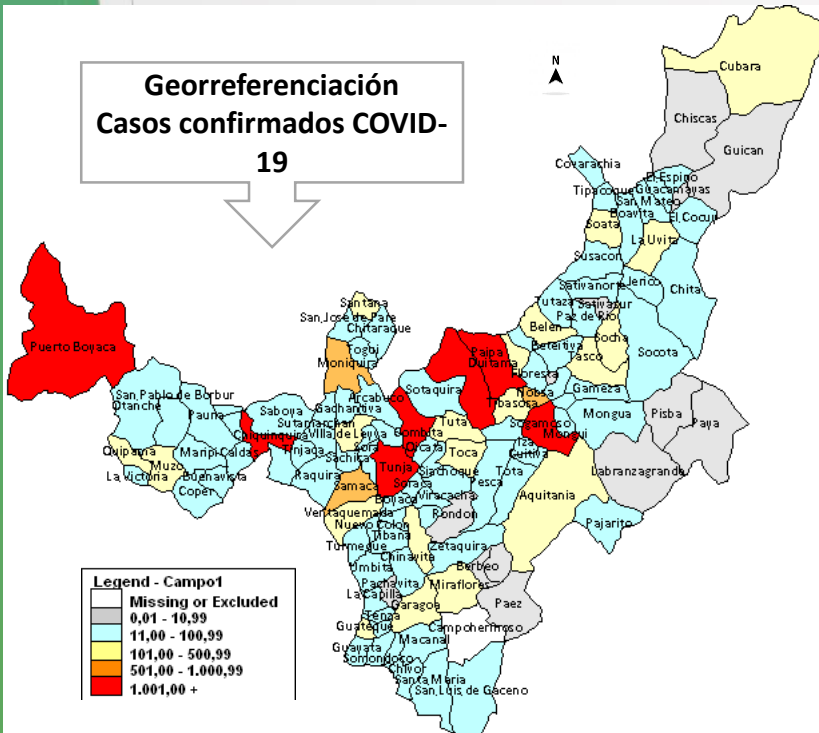 Georreferenciación
Casos confirmados COVID-
19
N
Cubara
Chiscas
Guican
Covarachia
El Espino
Tipacoque
Guacamayas
San Mateo
Boavita
El Cocuy
Soata
La Uvita
Susacon
Jerico
Chita
Sativanorte
Sativasur
Tutaza
Paz de Rio
Socha
Belen
Beteitiva
Tasco
Socota
Santana
San Jose de Pare
Chitaraque
Togui
Moniquira
Puerto Boyaca
Paipa
Duitama
Floresta
Gameza
Nobsa
Tibasosa
Sotaquira
Arcabuco
San Pablo de Borbur
Otanche
Pauna
Saboya
Gachantiva
Sutamarchan
Villa de Leyva
Combita
Tuta
Sogamoso
Mongui
Mongua
Pisba
Paya
Chiquinquira
Oicata
Toca
Iza
Cuitiva
Quipama
Muzo
Maripi
Caldas
Tinjaca
Sachica
Sora
Tunja
Siachoque
Pesca
Tota
Labranzagrande
La Victoria
Buenavista
Coper
Raquira
Samaca
Soraca
Viracacha
Aquitania
Boyaca
Rondon
Pajarito
Ventaquemada
Nuevo Colon
Tibana
Turmeque
Zetaquira
Chinavita
Umbita
Berbeo
Pachavita
Miraflores
La Capilla
Garagoa
Paez
Tenza
Guateque
Campohermoso
Macanal
Guayata
Somondoco
Chivor
Santa Maria
San Luis de Gaceno
Legend - Campo1
Missing or Excluded
0,01 - 10,99
11,00 - 100,99
101,00 - 500,99
501,00 - 1.000,99
1.001,00 +